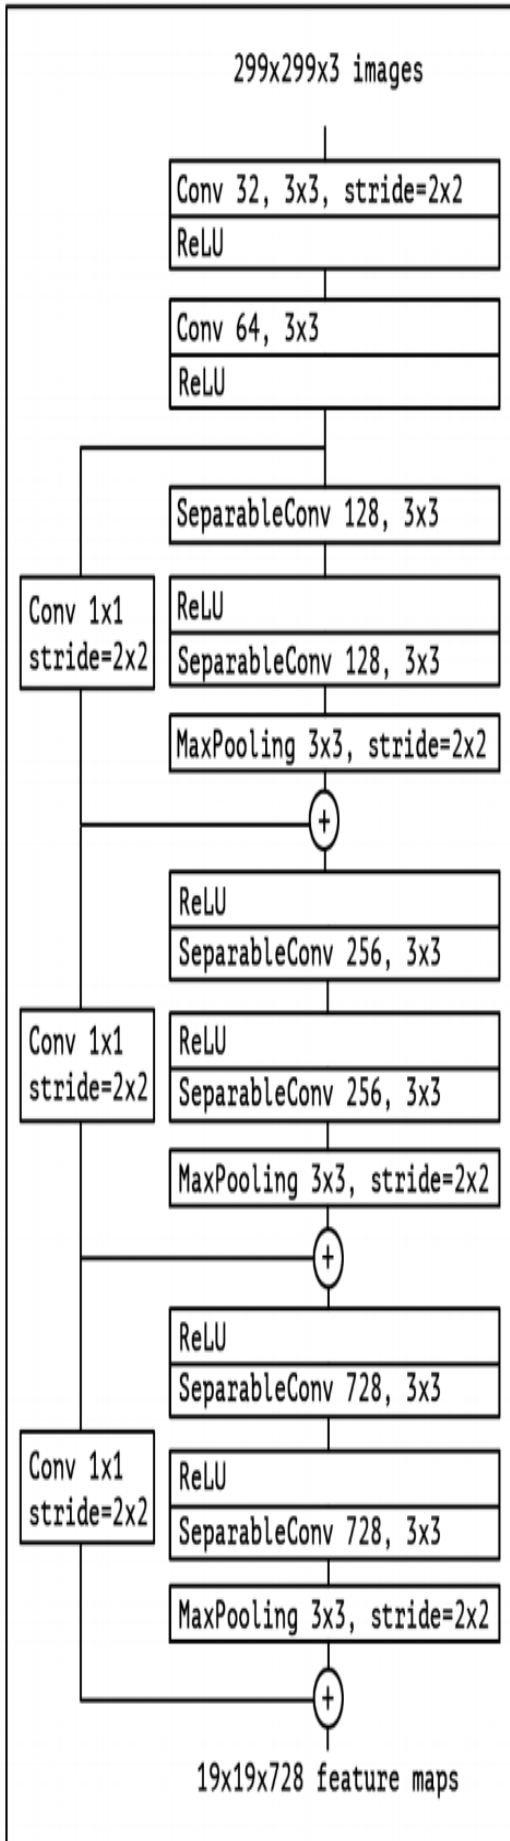 299x299x3 images
Conv 32, 3x3, stride=2x2
ReLU
Conv 64, 3x3
ReLU
SeparableConv 128, 3x3
Conv 1x1
stride=2x2
ReLU
SeparableConv 128, 3x3
MaxPooling 3x3, stride=2x2
+
ReLU
SeparableConv 256, 3x3
Conv 1x1
stride=2x2
ReLU
SeparableConv 256, 3x3
MaxPooling 3x3, stride=2x2
+
ReLU
SeparableConv 728, 3x3
Conv 1x1
stride=2x2
ReLU
SeparableConv 728, 3x3
MaxPooling 3x3, stride=2x2
+
19x19x728 feature maps